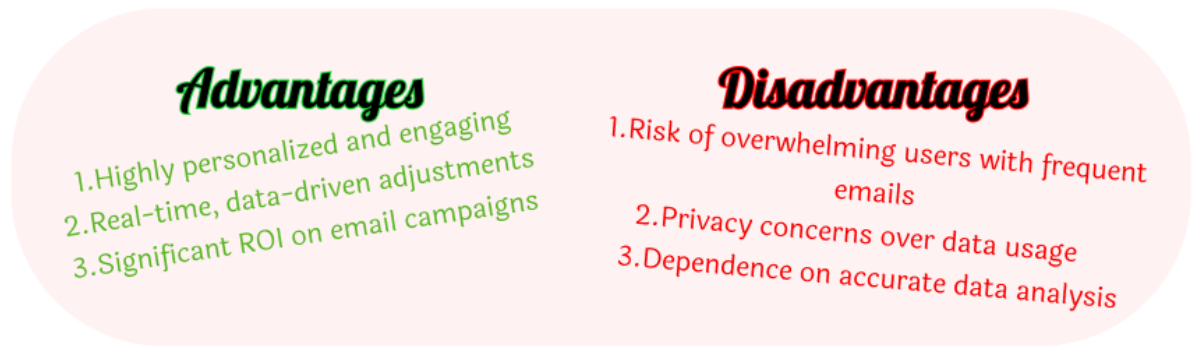 Advantages
1.Highly personalized and engaging
2.Real-time, data-driven adjustments
3.Significant ROI on email campaigns
Disadvantages
1.Risk of overwhelming users with frequent
emails
2.Privacy concerns over data usage
3.Dependence on accurate data analysis